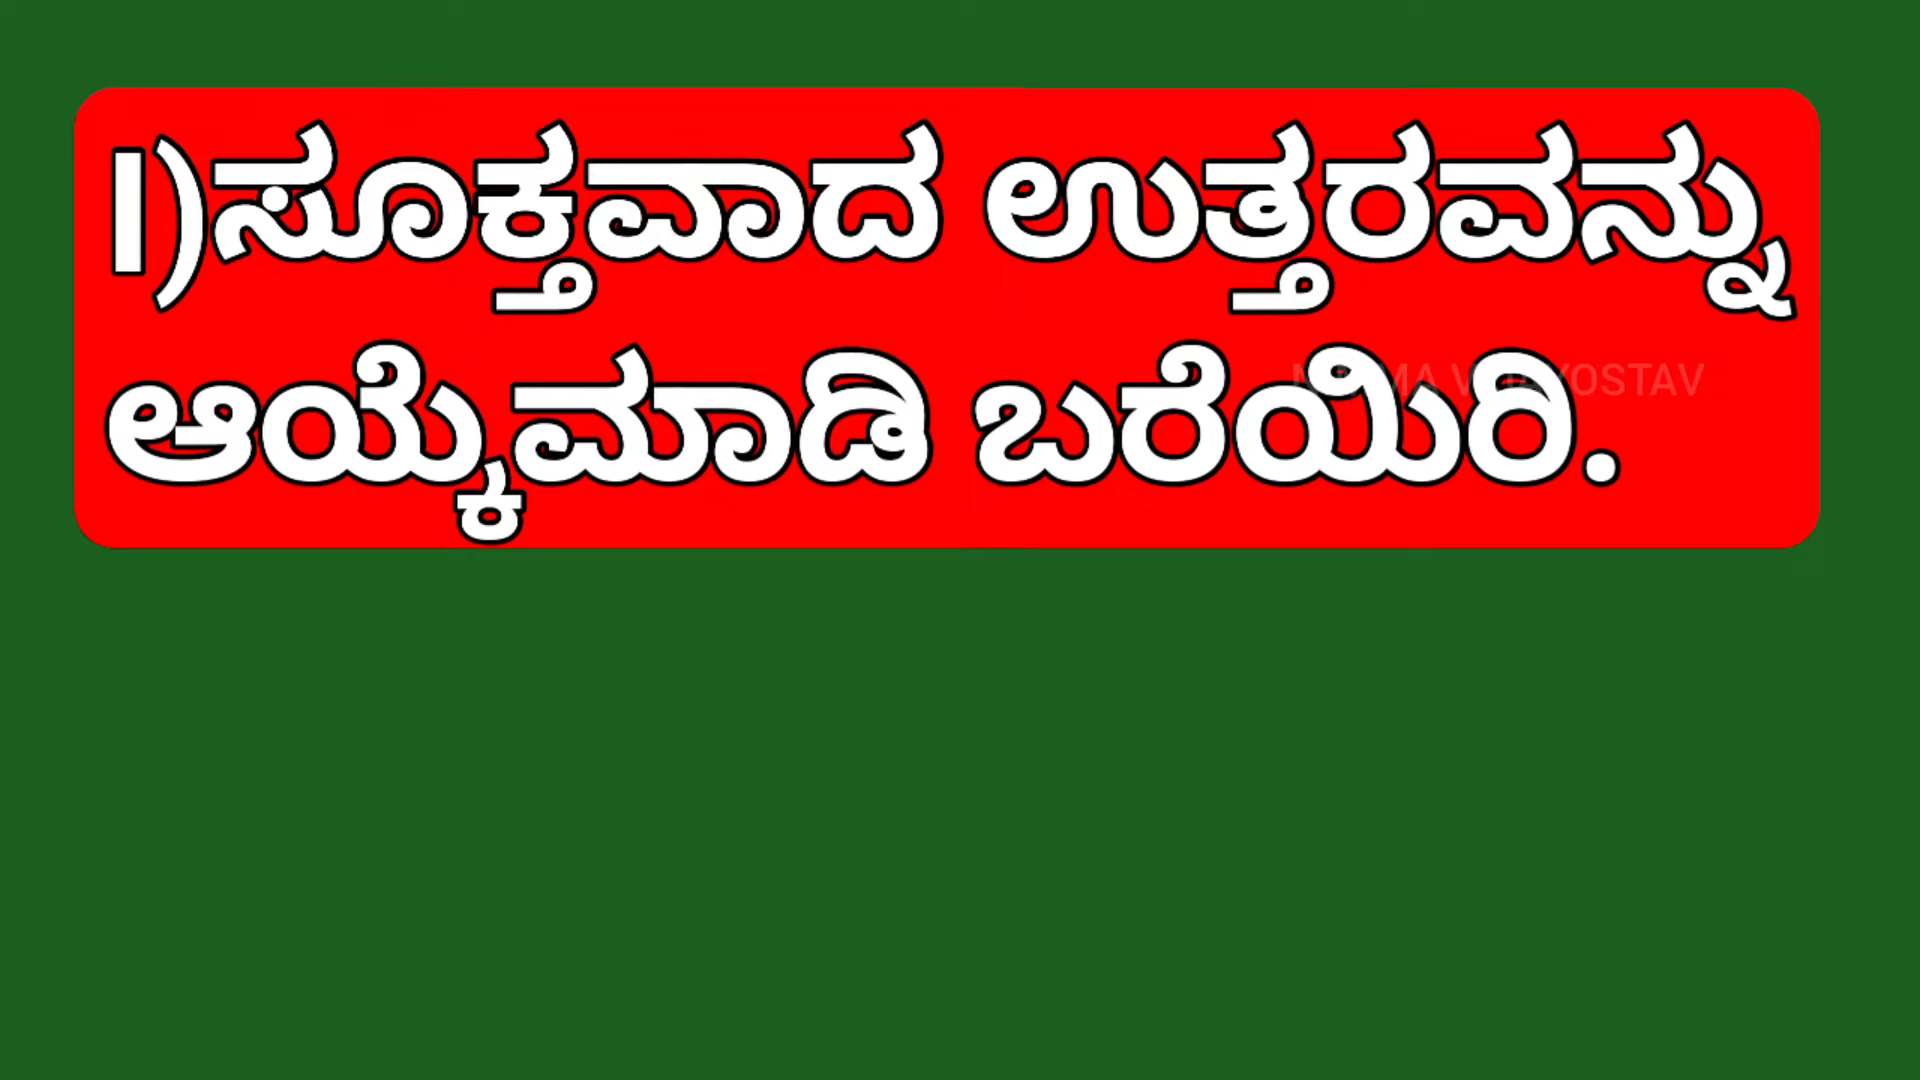 I)ಸೂಕ್ತವಾದ ಉತ್ತರವನ್ನು
ಆಯ್ಕೆಮಾಡಿ ಬರೆಯಿರಿ.